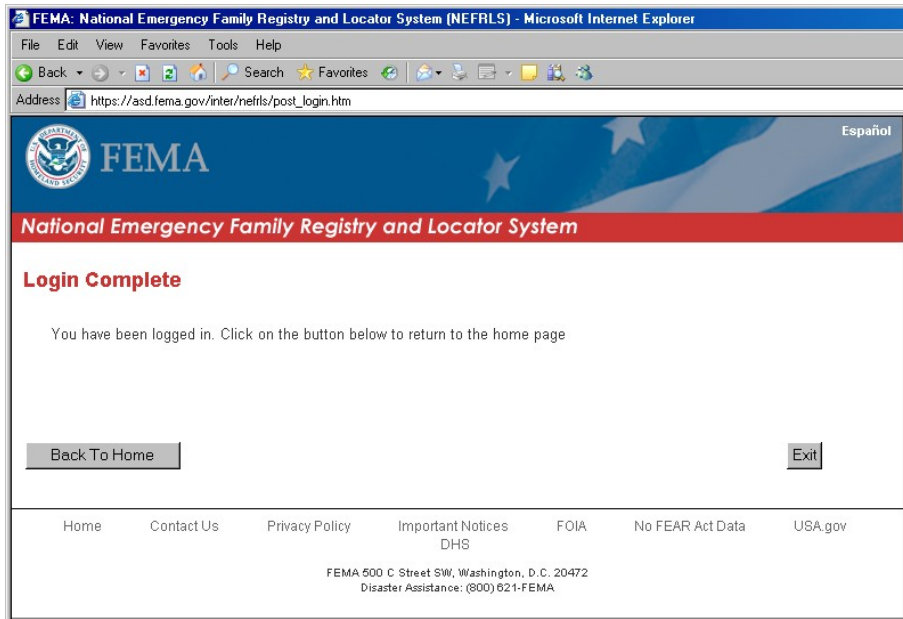 FEMA: National Emergency Family Registry and Locator System (NEFRLS) - Microsoft Internet Explorer
File Edit View Favorites Tools Help
Back Search Favorites
Address https://asd.fema.gov/inter/nefrls/post_login.htm
Español
FEMA
National Emergency Family Registry and Locator System
Login Complete
You have been logged in. Click on the button below to return to the home page
Back To Home Exit
Home Contact Us Privacy Policy Important Notices FOIA No FEAR Act Data USA.gov
DHS
FEMA 500 C Street SW, Washington, D.C. 20472
Disaster Assistance: (800) 621-FEMA